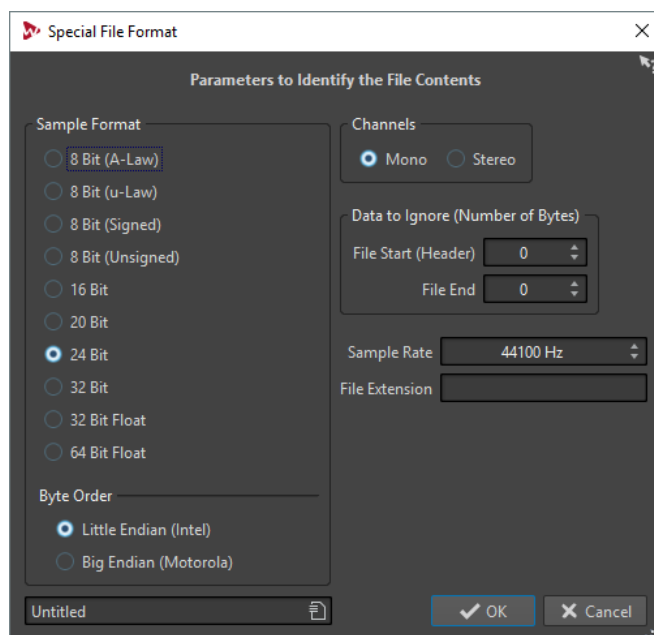 Special File Format
Parameters to Identify the File Contents
Sample Format
8 Bit (A-Law)
8 Bit (u-Law)
8 Bit (Signed)
8 Bit (Unsigned)
16 Bit
20 Bit
24 Bit
32 Bit
32 Bit Float
64 Bit Float
Byte Order
Little Endian (Intel)
Big Endian (Motorola)
Channels
Mono Stereo
Data to Ignore (Number of Bytes)
File Start (Header) 0
File End 0
Sample Rate 44100 Hz
File Extension
Untitled
OK Cancel